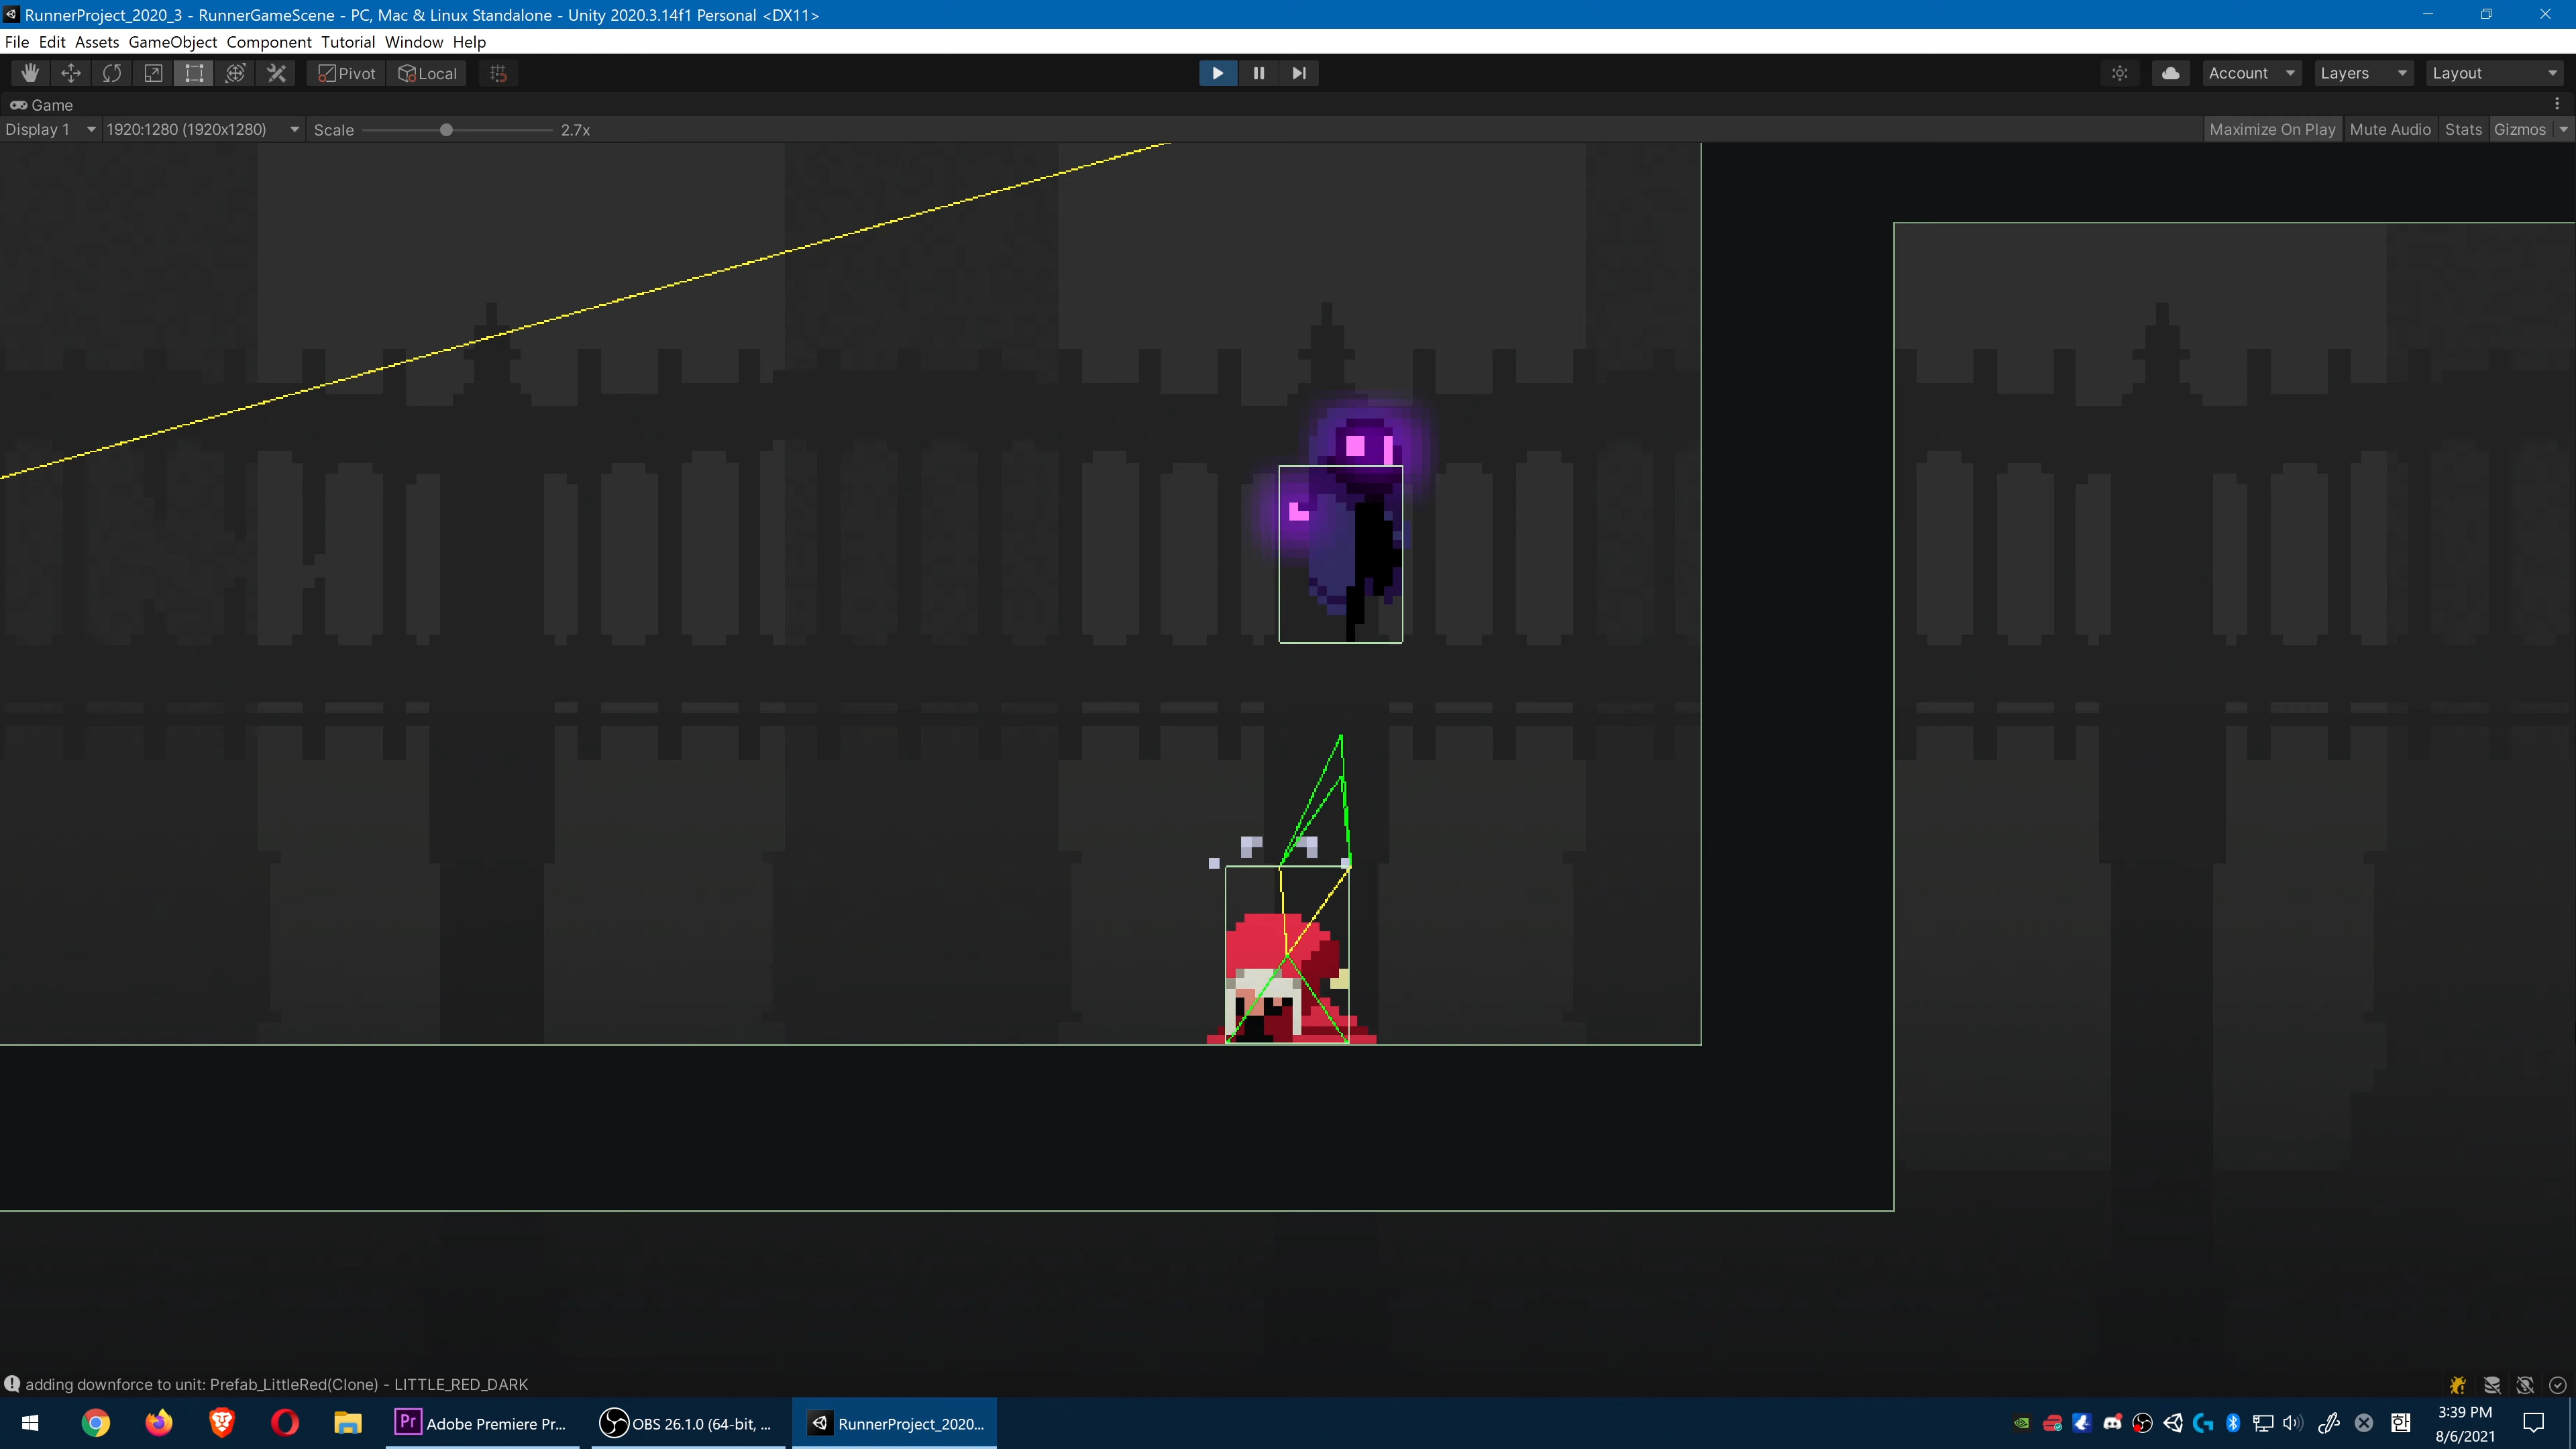 RunnerProject_2020_3 - RunnerGameScene - PC, Mac & Linux Standalone - Unity 2020.3.14f1 Personal <DX11>
File Edit Assets GameObject Component Tutorial Window Help
Pivot Local Account Layers Layout
Game
Display 1 1920:1280 (1920x1280) Scale 2.7x Maximize On Play Mute Audio Stats Gizmos
adding downforce to unit: Prefab_LittleRed(Clone) - LITTLE_RED_DARK
Pr Adobe Premiere Pr... OBS 26.1.0 (64-bit, ... RunnerProject_2020... 한 3:39 PM
8/6/2021